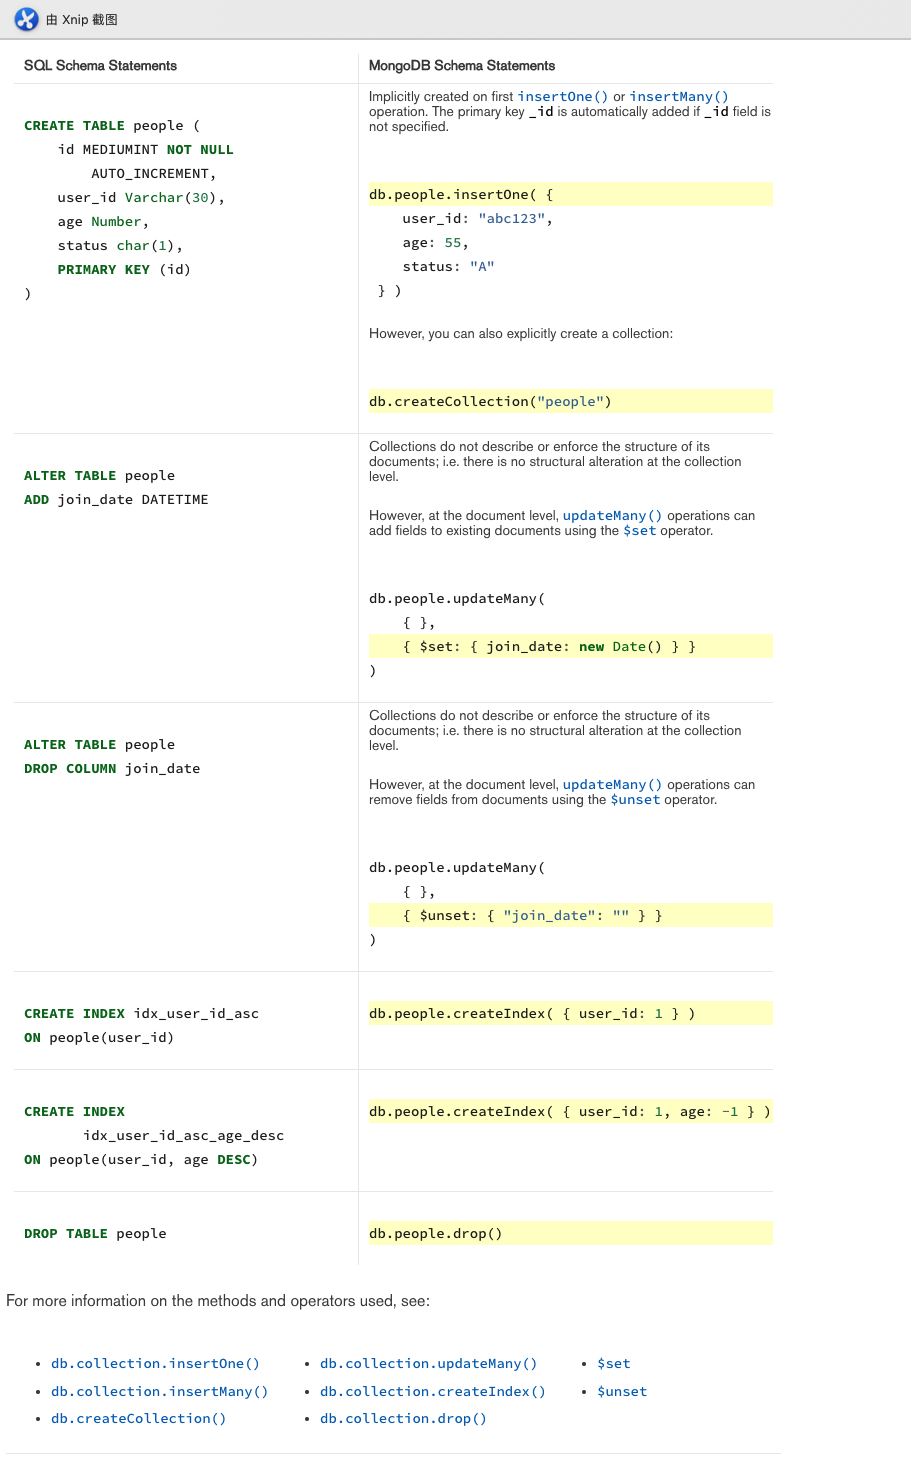 由 Xnip 截图
SQL Schema Statements
MongoDB Schema Statements
CREATE TABLE people (
    id MEDIUMINT NOT NULL
        AUTO_INCREMENT,
    user_id Varchar(30),
    age Number,
    status char(1),
    PRIMARY KEY (id)
)
Implicitly created on first insertOne() or insertMany()
operation. The primary key _id is automatically added if _id field is
not specified.
db.people.insertOne( {
    user_id: "abc123",
    age: 55,
    status: "A"
 } )
However, you can also explicitly create a collection:
db.createCollection("people")
ALTER TABLE people
ADD join_date DATETIME
Collections do not describe or enforce the structure of its
documents; i.e. there is no structural alteration at the collection
level.
However, at the document level, updateMany() operations can
add fields to existing documents using the $set operator.
db.people.updateMany(
    { },
    { $set: { join_date: new Date() } }
)
ALTER TABLE people
DROP COLUMN join_date
Collections do not describe or enforce the structure of its
documents; i.e. there is no structural alteration at the collection
level.
However, at the document level, updateMany() operations can
remove fields from documents using the $unset operator.
db.people.updateMany(
    { },
    { $unset: { "join_date": "" } }
)
CREATE INDEX idx_user_id_asc
ON people(user_id)
db.people.createIndex( { user_id: 1 } )
CREATE INDEX
       idx_user_id_asc_age_desc
ON people(user_id, age DESC)
db.people.createIndex( { user_id: 1, age: -1 } )
DROP TABLE people
db.people.drop()
For more information on the methods and operators used, see:
• db.collection.insertOne()
• db.collection.insertMany()
• db.createCollection()
• db.collection.updateMany()
• db.collection.createIndex()
• db.collection.drop()
• $set
• $unset